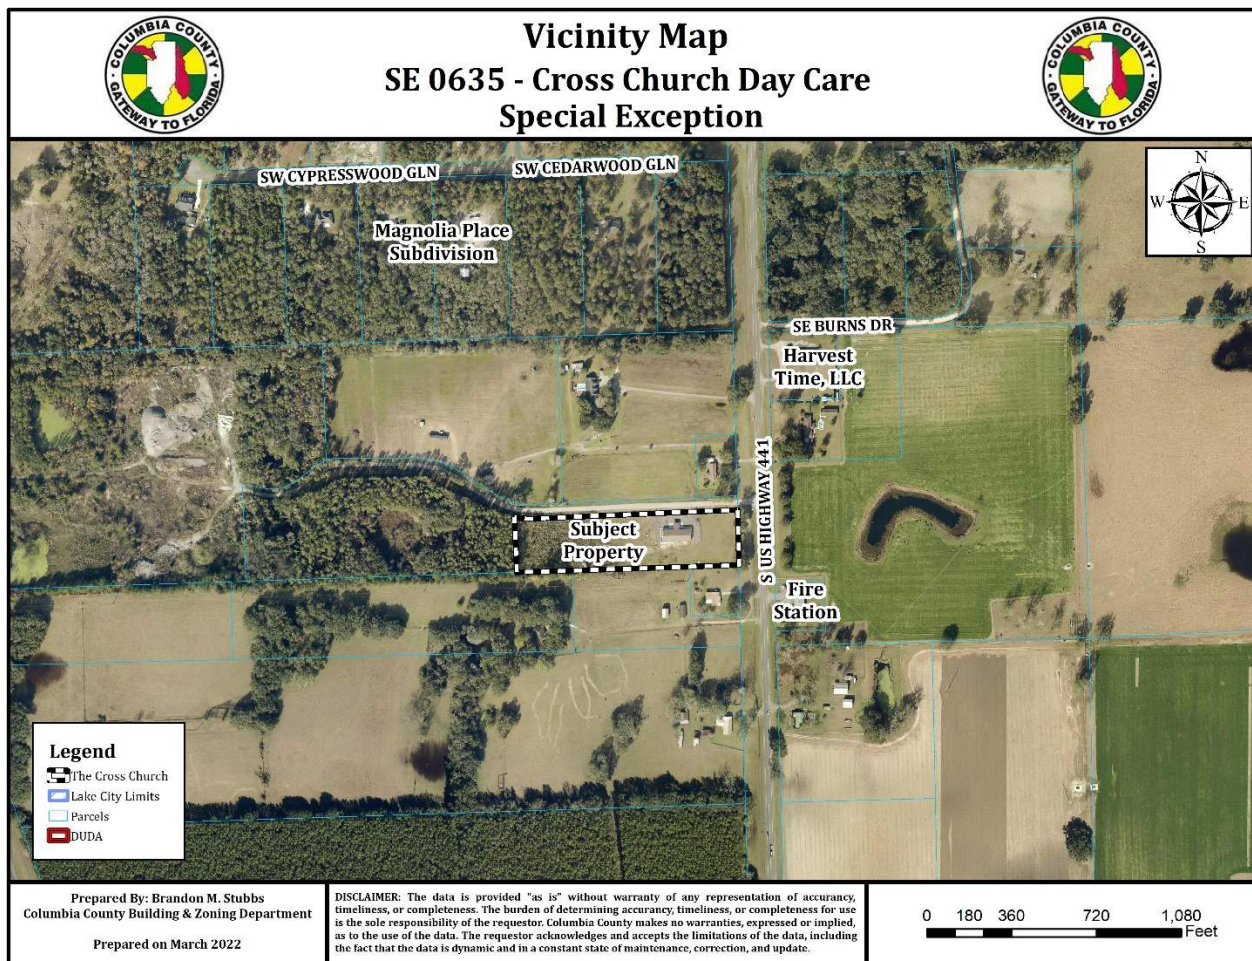 Vicinity Map
SE 0635 - Cross Church Day Care
Special Exception
COLUMBIA COUNTY
GATEWAY TO FLORIDA
COLUMBIA COUNTY
GATEWAY TO FLORIDA
SW CYPRESSWOOD GLN
SW CEDARWOOD GLN
Magnolia Place
Subdivision
N
W
E
S
SE BURNS DR
Harvest
Time, LLC
S US HIGHWAY 441
Subject
Property
Fire
Station
Legend
The Cross Church
Lake City Limits
Parcels
DUDA
Prepared By: Brandon M. Stubbs
Columbia County Building & Zoning Department
Prepared on March 2022
DISCLAIMER: The data is provided "as is" without warranty of any representation of accurancy,
timeliness, or completeness. The burden of determining accurancy, timeliness, or completeness for use
is the sole responsibility of the requestor. Columbia County makes no warranties, expressed or implied,
as to the use of the data. The requestor acknowledges and accepts the limitations of the data, including
the fact that the data is dynamic and in a constant state of maintenance, correction, and update.
0 180 360 720 1,080
Feet